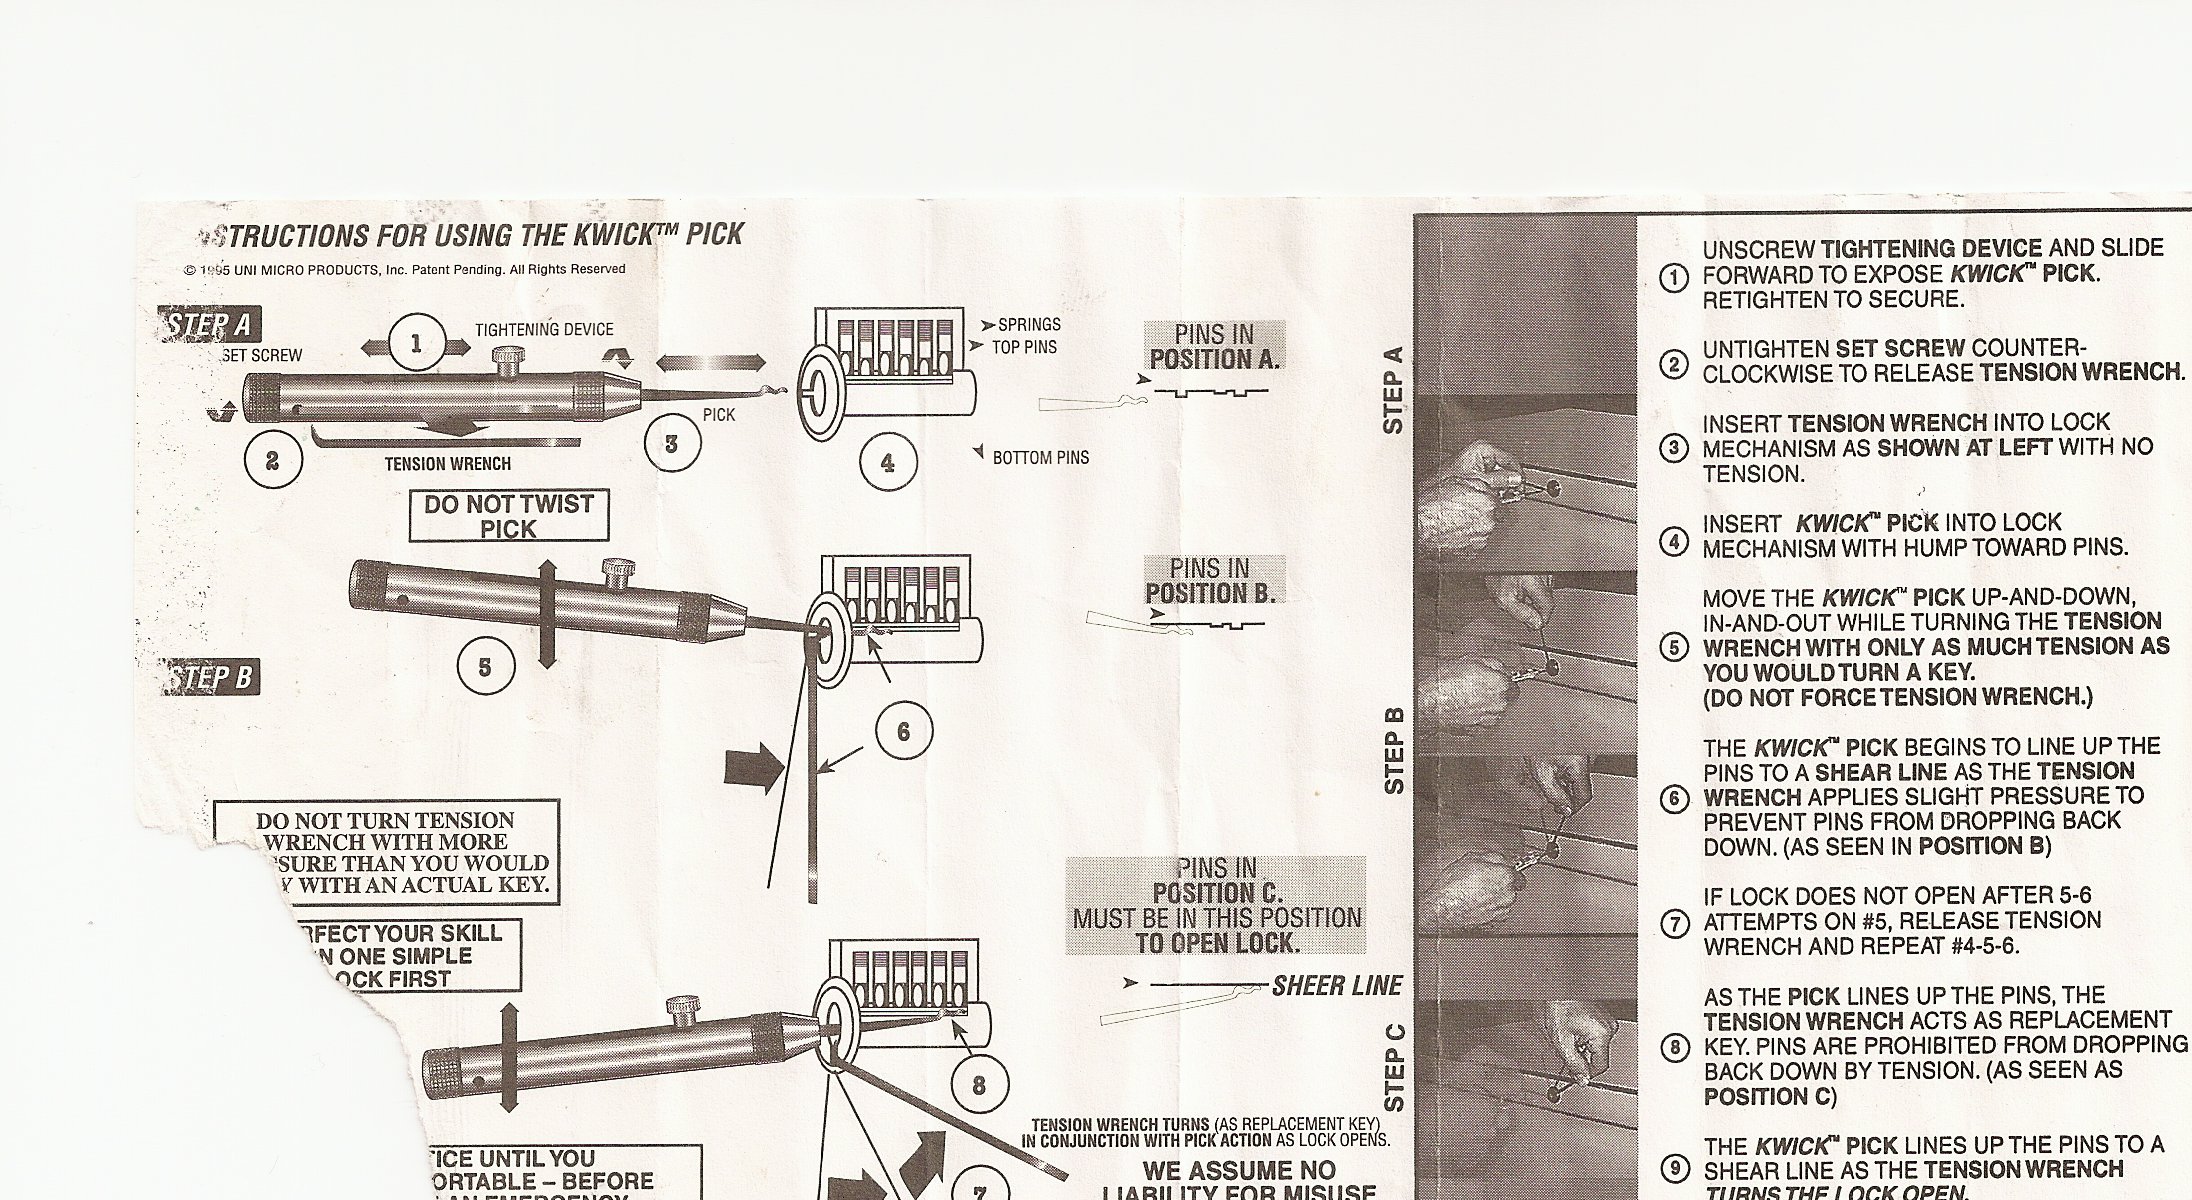 STRUCTIONS FOR USING THE KWICK™ PICK
© 1995 UNI MICRO PRODUCTS, Inc. Patent Pending. All Rights Reserved
STEP A
SET SCREW
1
TIGHTENING DEVICE
PICK
2
3
TENSION WRENCH
4
SPRINGS
TOP PINS
BOTTOM PINS
PINS IN
POSITION A.
DO NOT TWIST
PICK
5
6
STEP B
PINS IN
POSITION B.
DO NOT TURN TENSION
WRENCH WITH MORE
SURE THAN YOU WOULD
Y WITH AN ACTUAL KEY.
RFECT YOUR SKILL
N ONE SIMPLE
OCK FIRST
PINS IN
POSITION C.
MUST BE IN THIS POSITION
TO OPEN LOCK.
SHEER LINE
8
7
TENSION WRENCH TURNS (AS REPLACEMENT KEY)
IN CONJUNCTION WITH PICK ACTION AS LOCK OPENS.
WE ASSUME NO
LIABILITY FOR MISUSE
ICE UNTIL YOU
ORTABLE – BEFORE
AN EMERGENCY
STEP A
STEP B
STEP C
1 UNSCREW TIGHTENING DEVICE AND SLIDE
FORWARD TO EXPOSE KWICK™ PICK.
RETIGHTEN TO SECURE.
2 UNTIGHTEN SET SCREW COUNTER-
CLOCKWISE TO RELEASE TENSION WRENCH.
3 INSERT TENSION WRENCH INTO LOCK
MECHANISM AS SHOWN AT LEFT WITH NO
TENSION.
4 INSERT KWICK™ PICK INTO LOCK
MECHANISM WITH HUMP TOWARD PINS.
5 MOVE THE KWICK™ PICK UP-AND-DOWN,
IN-AND-OUT WHILE TURNING THE TENSION
WRENCH WITH ONLY AS MUCH TENSION AS
YOU WOULD TURN A KEY.
(DO NOT FORCE TENSION WRENCH.)
6 THE KWICK™ PICK BEGINS TO LINE UP THE
PINS TO A SHEAR LINE AS THE TENSION
WRENCH APPLIES SLIGHT PRESSURE TO
PREVENT PINS FROM DROPPING BACK
DOWN. (AS SEEN IN POSITION B)
7 IF LOCK DOES NOT OPEN AFTER 5-6
ATTEMPTS ON #5, RELEASE TENSION
WRENCH AND REPEAT #4-5-6.
8 AS THE PICK LINES UP THE PINS, THE
TENSION WRENCH ACTS AS REPLACEMENT
KEY. PINS ARE PROHIBITED FROM DROPPING
BACK DOWN BY TENSION. (AS SEEN AS
POSITION C)
9 THE KWICK™ PICK LINES UP THE PINS TO A
SHEAR LINE AS THE TENSION WRENCH
TURNS THE LOCK OPEN.